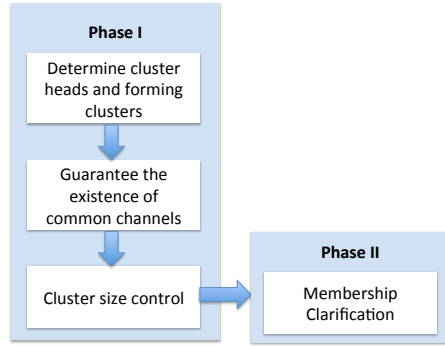 Phase I
Determine cluster
heads and forming
clusters
Guarantee the
existence of
common channels
Cluster size control
Phase II
Membership
Clarification